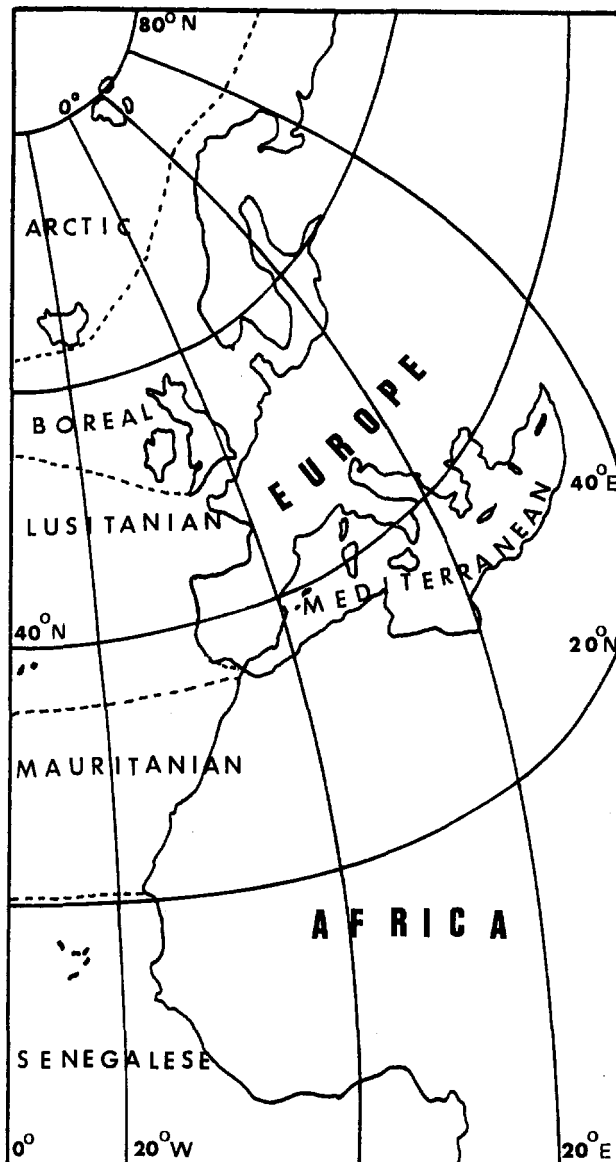 80°N
0°
ARCTIC
BOREAL
EUROPE
40°E
LUSITANIAN
MEDITERRANEAN
40°N
20°N
MAURITANIAN
AFRICA
SENEGALESE
0° 20°W 20°E